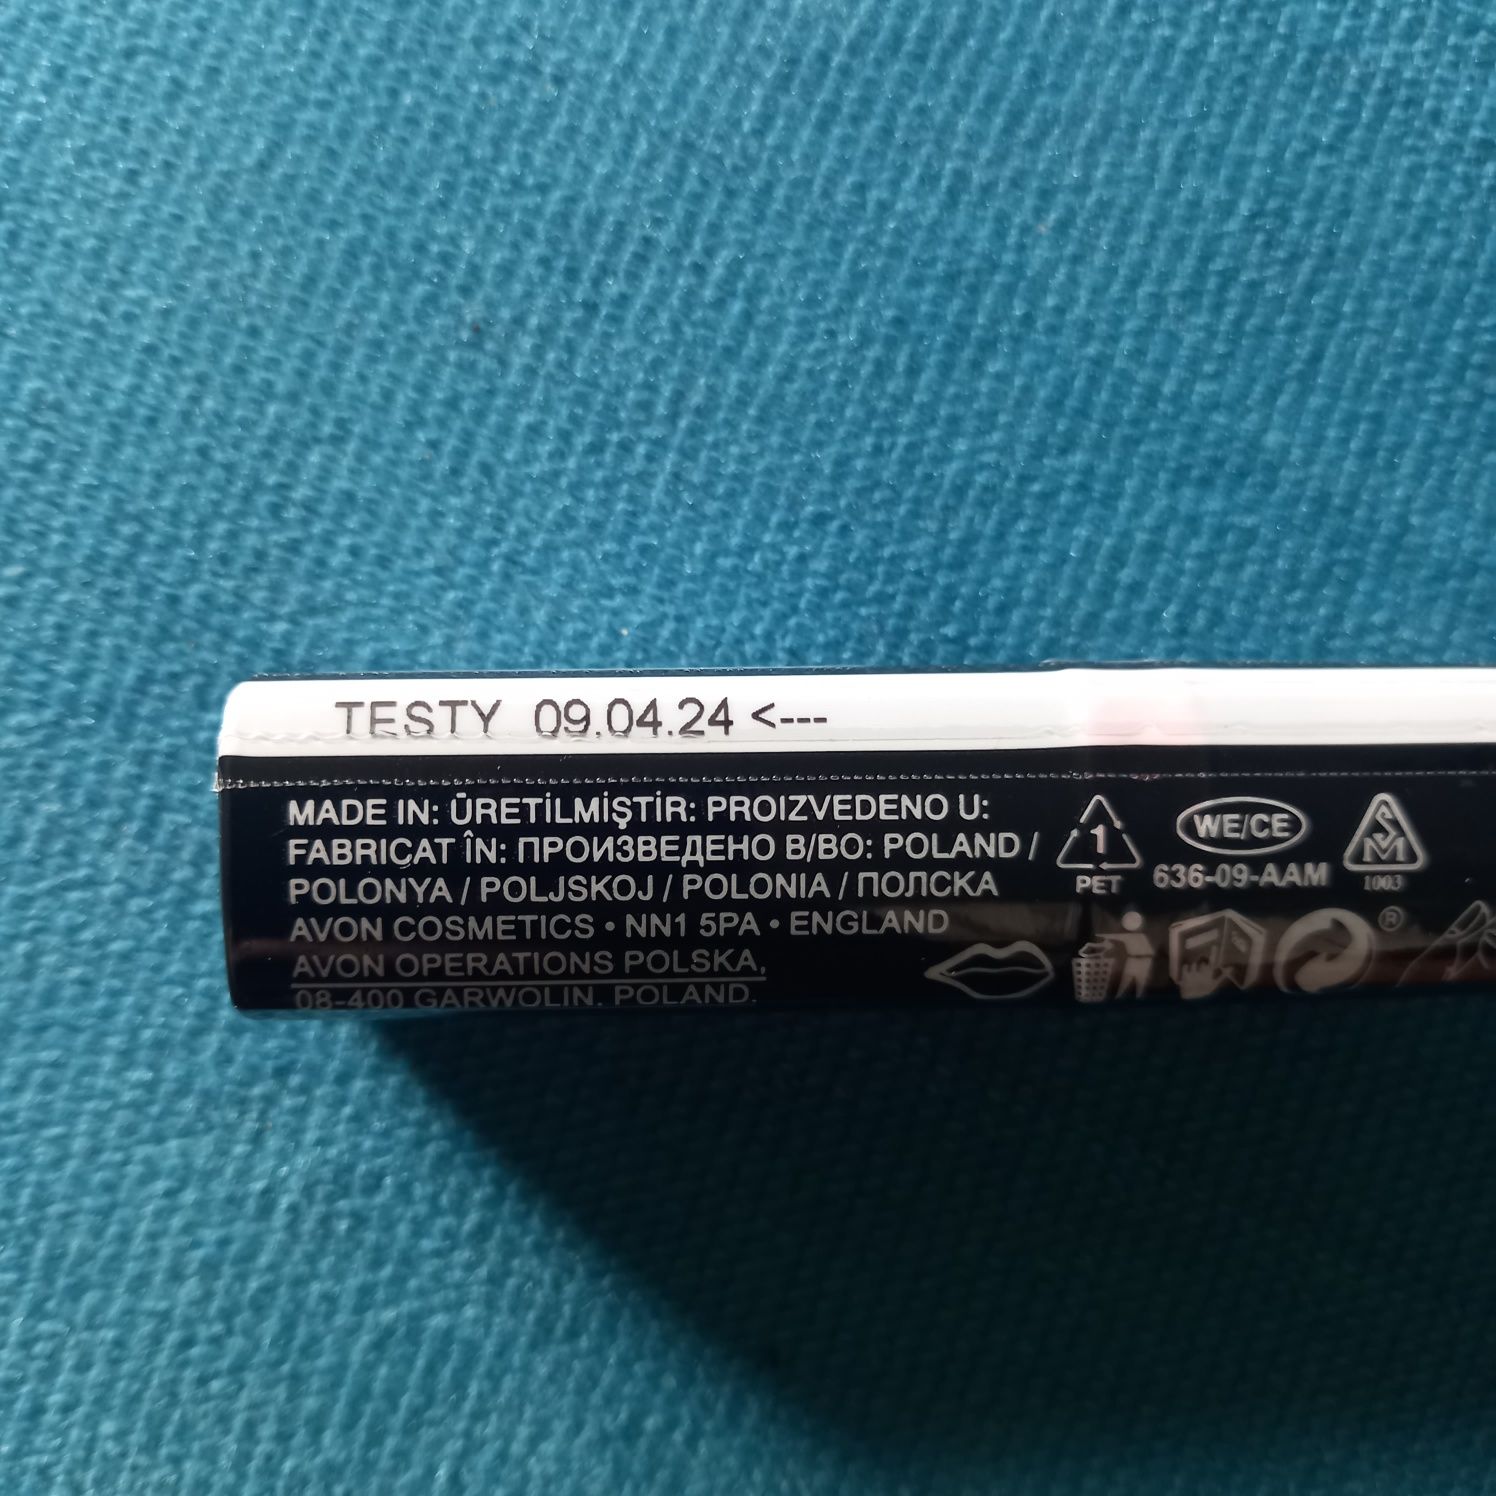 TESTY 09.04.24 <---
MADE IN: ÜRETİLMİŞTİR: PROIZVEDENO U:
FABRICAT ÎN: ПРОИЗВЕДЕНО В/ВО: POLAND /
POLONYA / POLJSKOJ / POLONIA / ПОЛСКА
AVON COSMETICS • NN1 5PA • ENGLAND
AVON OPERATIONS POLSKA,
08-400 GARWOLIN. POLAND.
1
PET
WE/CE
636-09-AAM
SM
1003
®